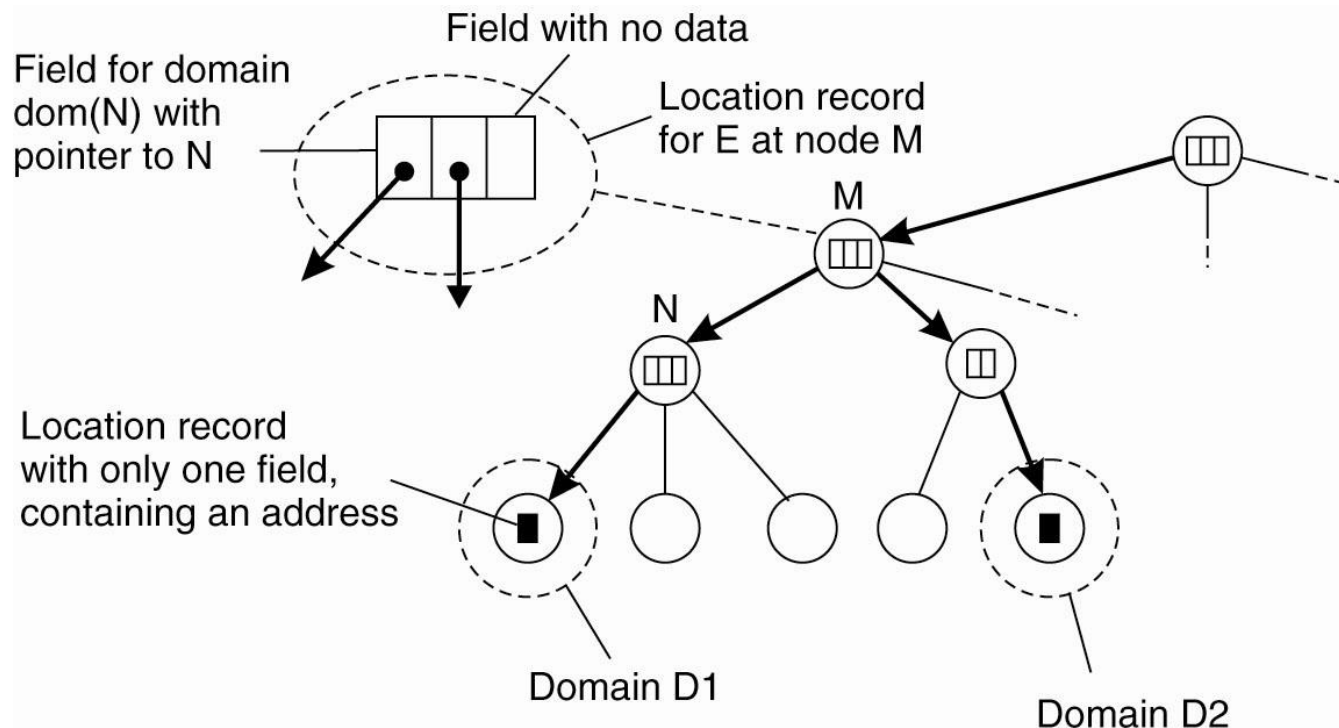 Field with no data
Field for domain
dom(N) with
pointer to N
Location record
for E at node M
M
N
Location record
with only one field,
containing an address
Domain D1
Domain D2